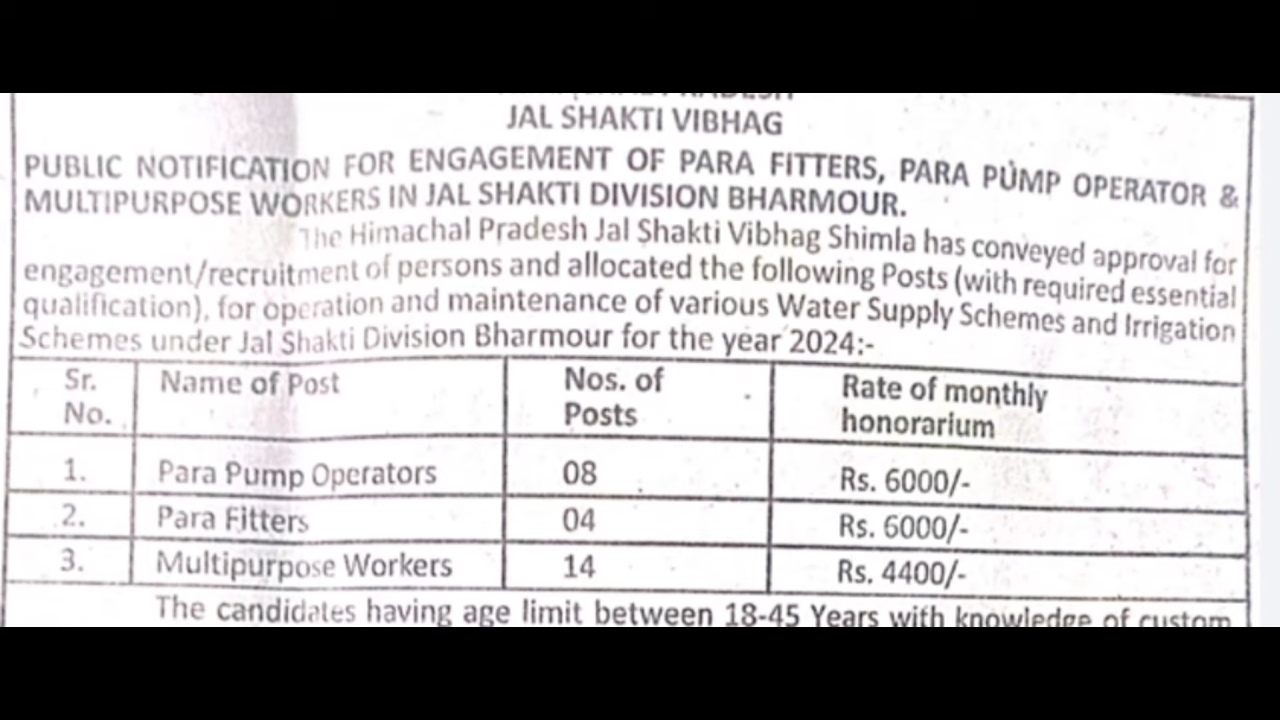 JAL SHAKTI VIBHAG
PUBLIC NOTIFICATION FOR ENGAGEMENT OF PARA FITTERS, PARA PUMP OPERATOR &
MULTIPURPOSE WORKERS IN JAL SHAKTI DIVISION BHARMOUR.
The Himachal Pradesh Jal Shakti Vibhag Shimla has conveyed approval for
engagement/recruitment of persons and allocated the following Posts (with required essential
qualification), for operation and maintenance of various Water Supply Schemes and Irrigation
Schemes under Jal Shakti Division Bharmour for the year 2024:-
Sr. No. Name of Post Nos. of Posts Rate of monthly honorarium
1. Para Pump Operators 08 Rs. 6000/-
2. Para Fitters 04 Rs. 6000/-
3. Multipurpose Workers 14 Rs. 4400/-
The candidates having age limit between 18-45 Years with knowledge of custom